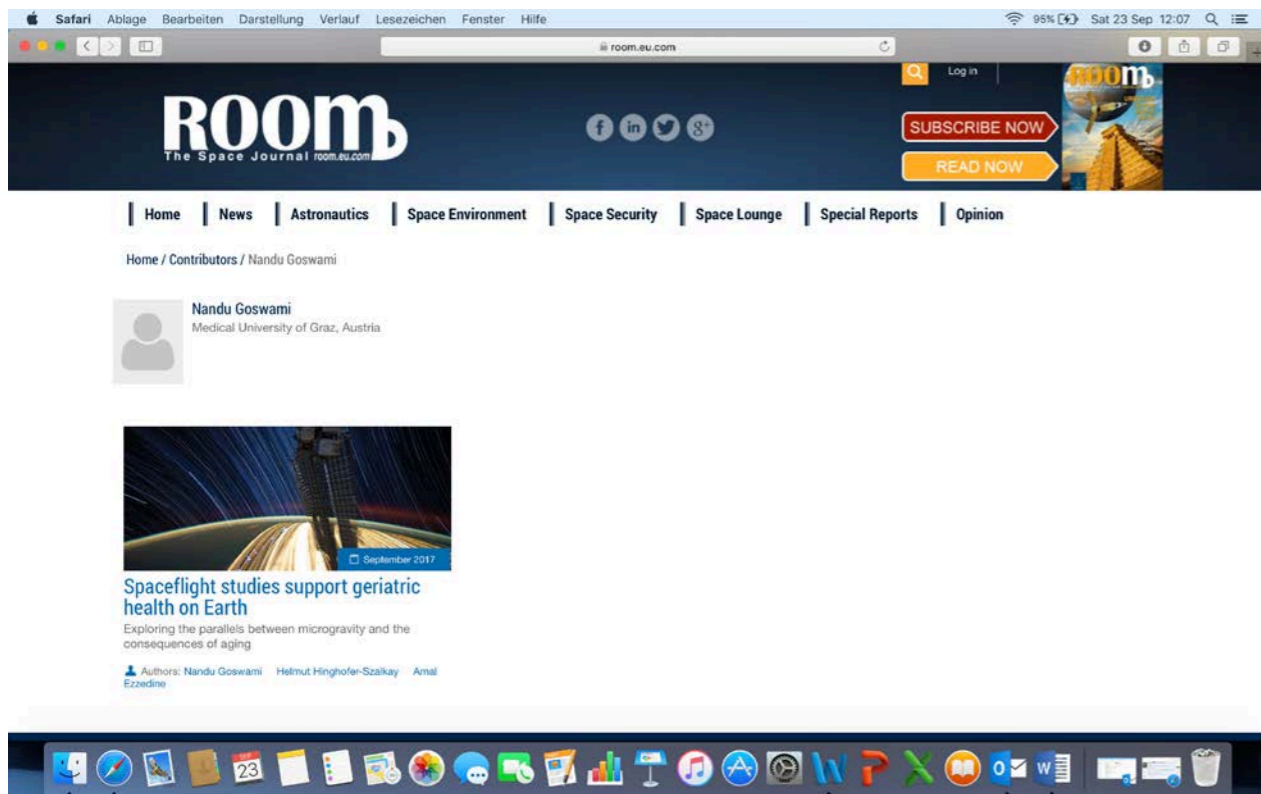 Safari Ablage Bearbeiten Darstellung Verlauf Lesezeichen Fenster Hilfe 95% Sat 23 Sep 12:07
room.eu.com
Log in
ROOM
The Space Journal room.eu.com
f in g+
SUBSCRIBE NOW
READ NOW
ROOM
Home News Astronautics Space Environment Space Security Space Lounge Special Reports Opinion
Home / Contributors / Nandu Goswami
Nandu Goswami
Medical University of Graz, Austria
September 2017
Spaceflight studies support geriatric
health on Earth
Exploring the parallels between microgravity and the
consequences of aging
Authors: Nandu Goswami Helmut Hinghofer-Szalkay Amal
Ezzedine
SEP
23